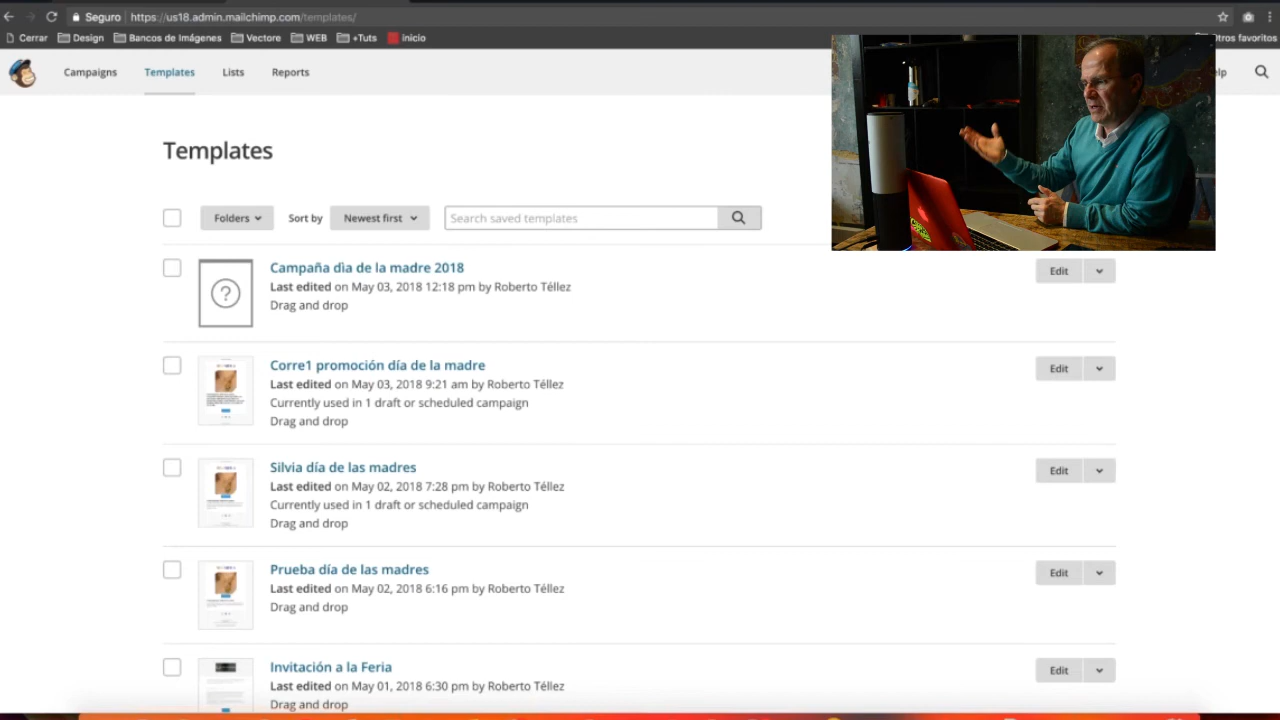 Seguro https://us18.admin.mailchimp.com/templates/
Cerrar Design Bancos de Imágenes Vectore WEB +Tuts Inicio tros favoritos
Campaigns Templates Lists Reports lp
Templates
Folders Sort by Newest first Search saved templates
Campaña dia de la madre 2018
Last edited on May 03, 2018 12:18 pm by Roberto Téllez
Drag and drop
Edit
Corre1 promoción día de la madre
Last edited on May 03, 2018 9:21 am by Roberto Téllez
Currently used in 1 draft or scheduled campaign
Drag and drop
Edit
Silvia día de las madres
Last edited on May 02, 2018 7:28 pm by Roberto Téllez
Currently used in 1 draft or scheduled campaign
Drag and drop
Edit
Prueba día de las madres
Last edited on May 02, 2018 6:16 pm by Roberto Téllez
Drag and drop
Edit
Invitación a la Feria
Last edited on May 01, 2018 6:30 pm by Roberto Téllez
Drag and drop
Edit